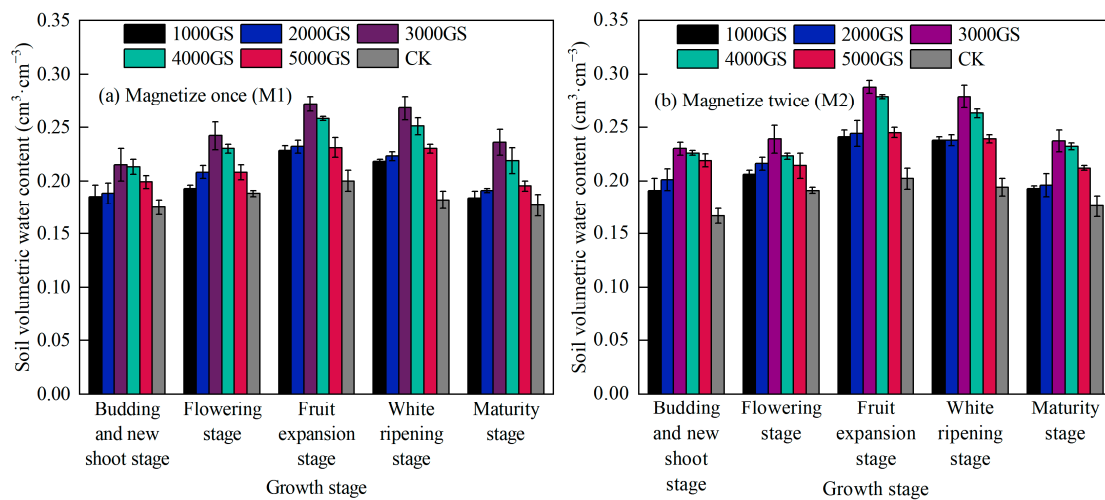 Soil volumetric water content (cm³·cm⁻³)
0.35
0.30
0.25
0.20
0.15
0.10
0.05
0.00
1000GS 2000GS 3000GS
4000GS 5000GS CK
(a) Magnetize once (M1)
Budding and new shoot stage
Flowering stage
Fruit expansion stage
White ripening stage
Maturity stage
Growth stage
Soil volumetric water content (cm³·cm⁻³)
0.35
0.30
0.25
0.20
0.15
0.10
0.05
0.00
1000GS 2000GS 3000GS
4000GS 5000GS CK
(b) Magnetize twice (M2)
Budding and new shoot stage
Flowering stage
Fruit expansion stage
White ripening stage
Maturity stage
Growth stage